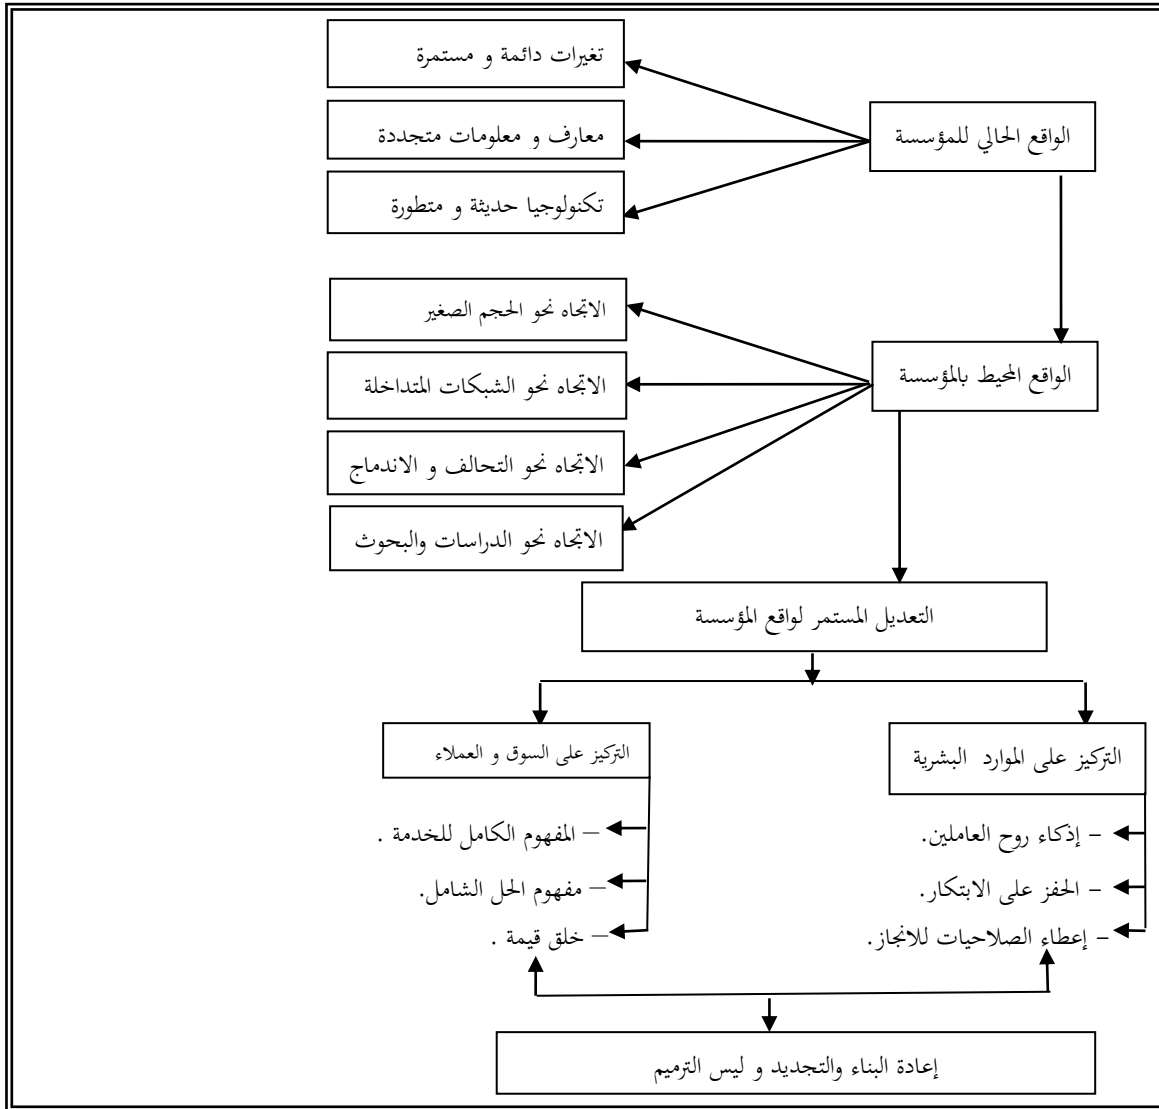 تغيرات دائمة و مستمرة
الواقع الحالي للمؤسسة
معارف و معلومات متجددة
تكنولوجيا حديثة و متطورة
الاتجاه نحو الحجم الصغير
الواقع المحيط بالمؤسسة
الاتجاه نحو الشبكات المتداخلة
الاتجاه نحو التحالف و الاندماج
الاتجاه نحو الدراسات والبحوث
التعديل المستمر لواقع المؤسسة
التركيز على الموارد البشرية
- إذكاء روح العاملين.
- الحفز على الابتكار.
- إعطاء الصلاحيات للانجاز.
التركيز على السوق و العملاء
– المفهوم الكامل للخدمة .
– مفهوم الحل الشامل.
– خلق قيمة .
إعادة البناء والتجديد و ليس الترميم